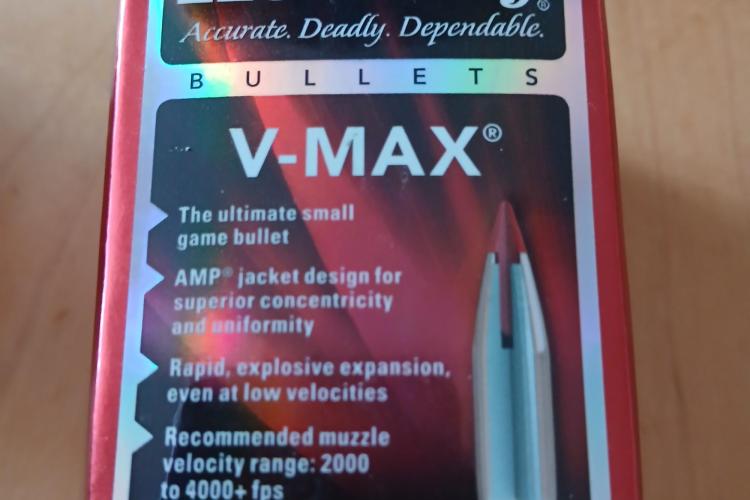 Accurate. Deadly. Dependable.
BULLETS
V-MAX®
The ultimate small
game bullet
AMP® jacket design for
superior concentricity
and uniformity
Rapid, explosive expansion,
even at low velocities
Recommended muzzle
velocity range: 2000
to 4000+ fps